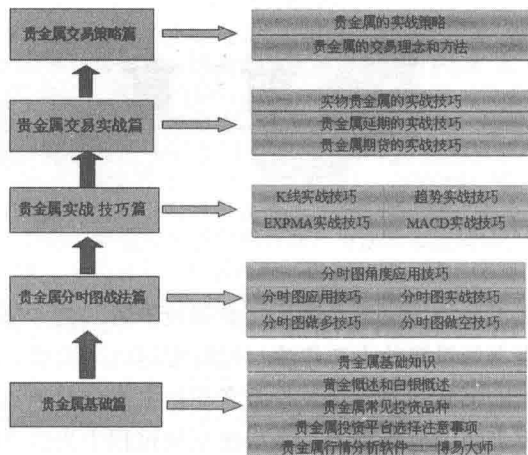 贵金属交易策略篇
贵金属的实战策略
贵金属的交易理念和方法
贵金属交易实战篇
实物贵金属的实战技巧
贵金属延期的实战技巧
贵金属期货的实战技巧
贵金属实战 技巧篇
K线实战技巧 趋势实战技巧
EXPMA实战技巧 MACD实战技巧
贵金属分时图战法篇
分时图角度应用技巧
分时图应用技巧 分时图实战技巧
分时图做多技巧 分时图做空技巧
贵金属基础篇
贵金属基础知识
黄金概述和白银概述
贵金属常见投资品种
贵金属投资平台选择注意事项
贵金属行情分析软件——博易大师